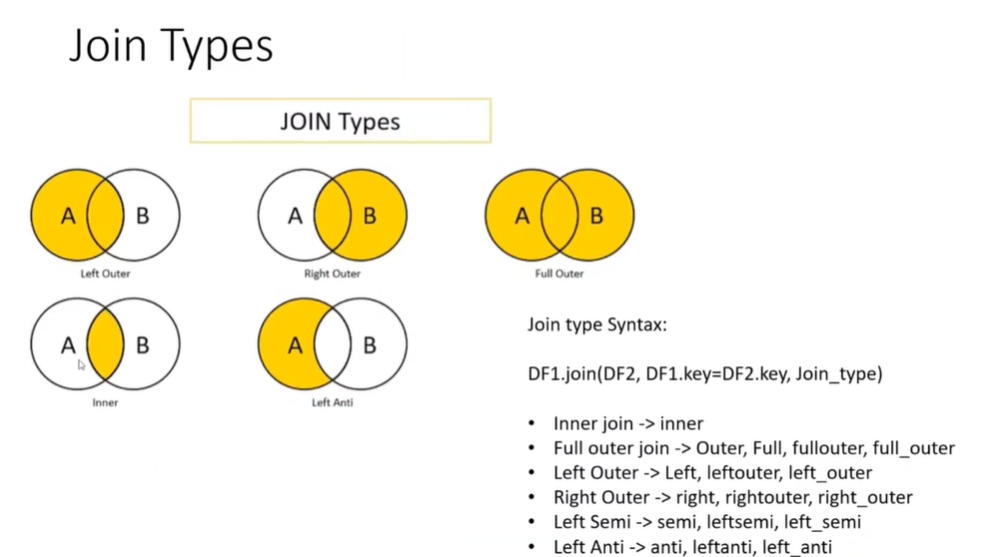 Join Types
JOIN Types
A B
Left Outer
A B
Right Outer
A B
Full Outer
A B
Inner
A B
Left Anti
Join type Syntax:
DF1.join(DF2, DF1.key=DF2.key, Join_type)
• Inner join -> inner
• Full outer join -> Outer, Full, fullouter, full_outer
• Left Outer -> Left, leftouter, left_outer
• Right Outer -> right, rightouter, right_outer
• Left Semi -> semi, leftsemi, left_semi
• Left Anti -> anti, leftanti, left_anti